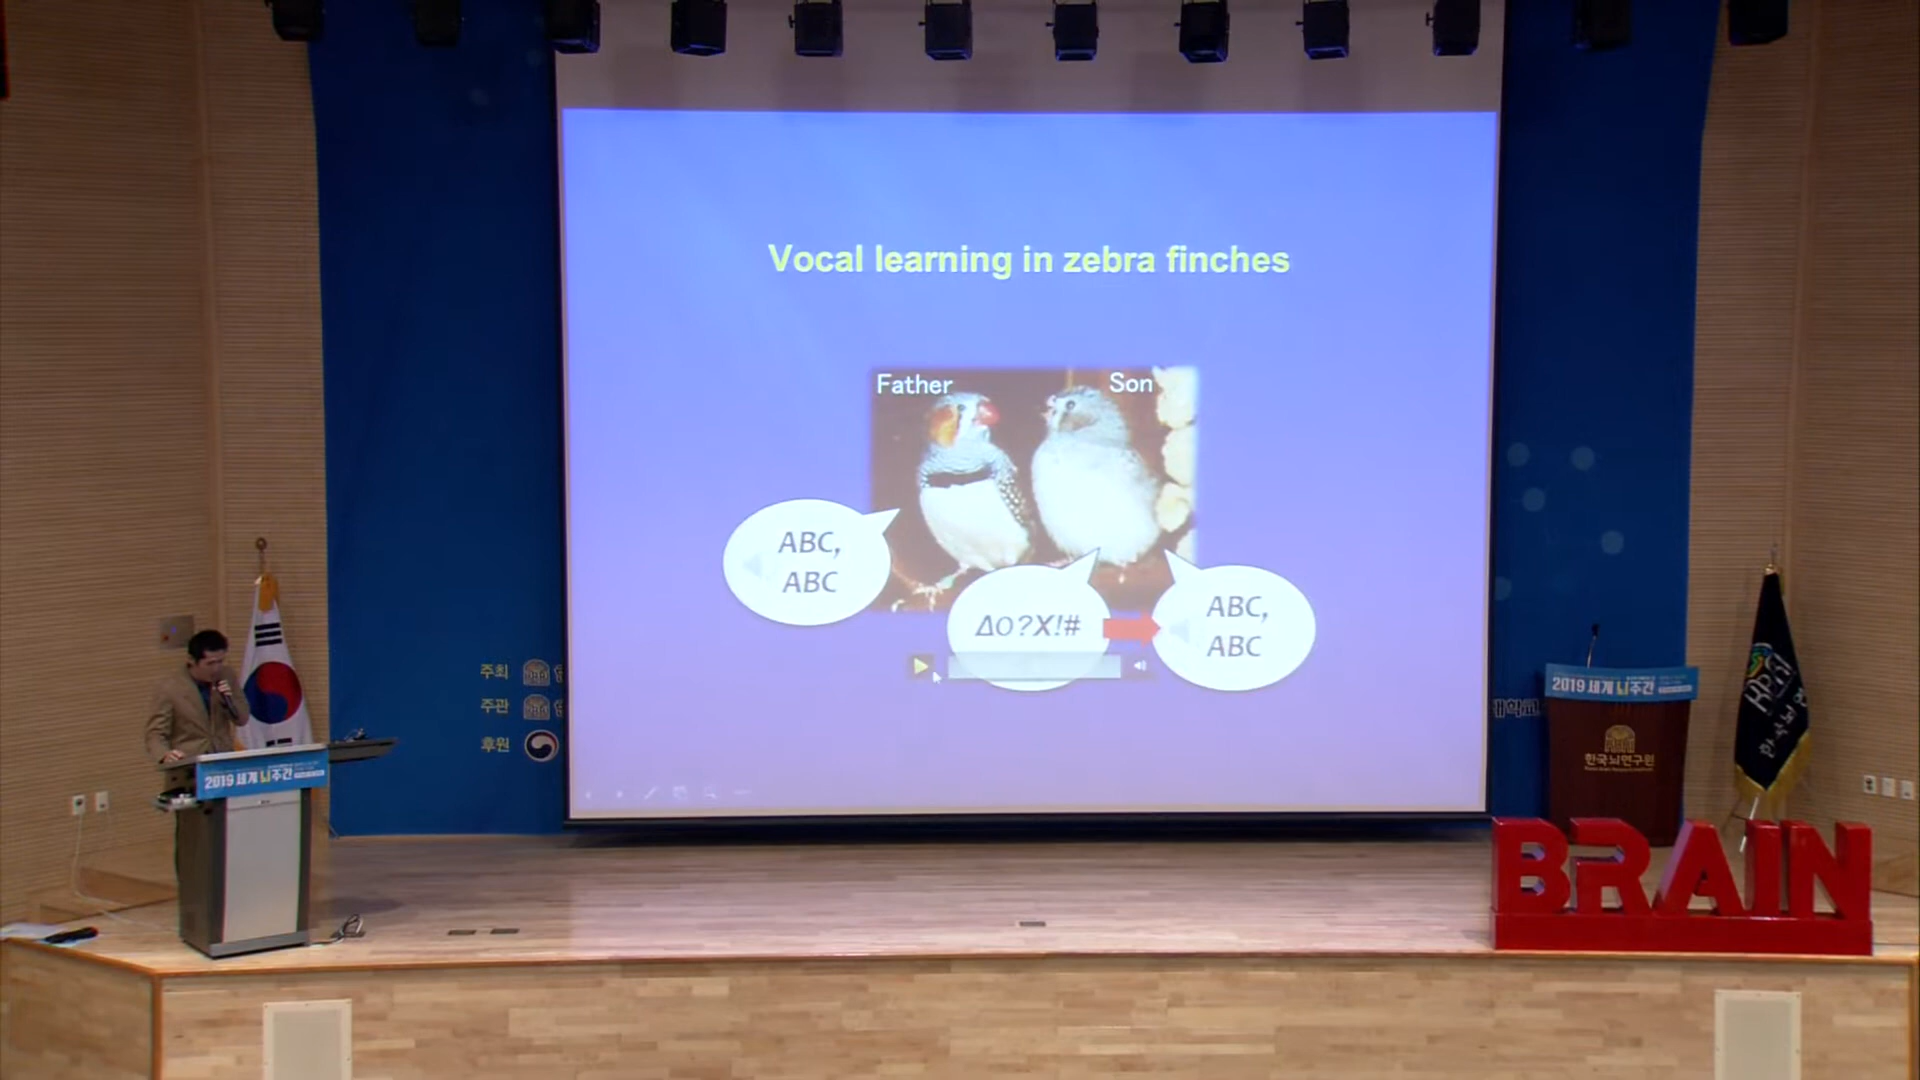 Vocal learning in zebra finches
Father
Son
ABC,
ABC
ΔO?X!#
ABC,
ABC
주최
주관
후원
2019 세계 뇌주간
2019 세계 뇌주간
한국뇌연구원
BRAIN